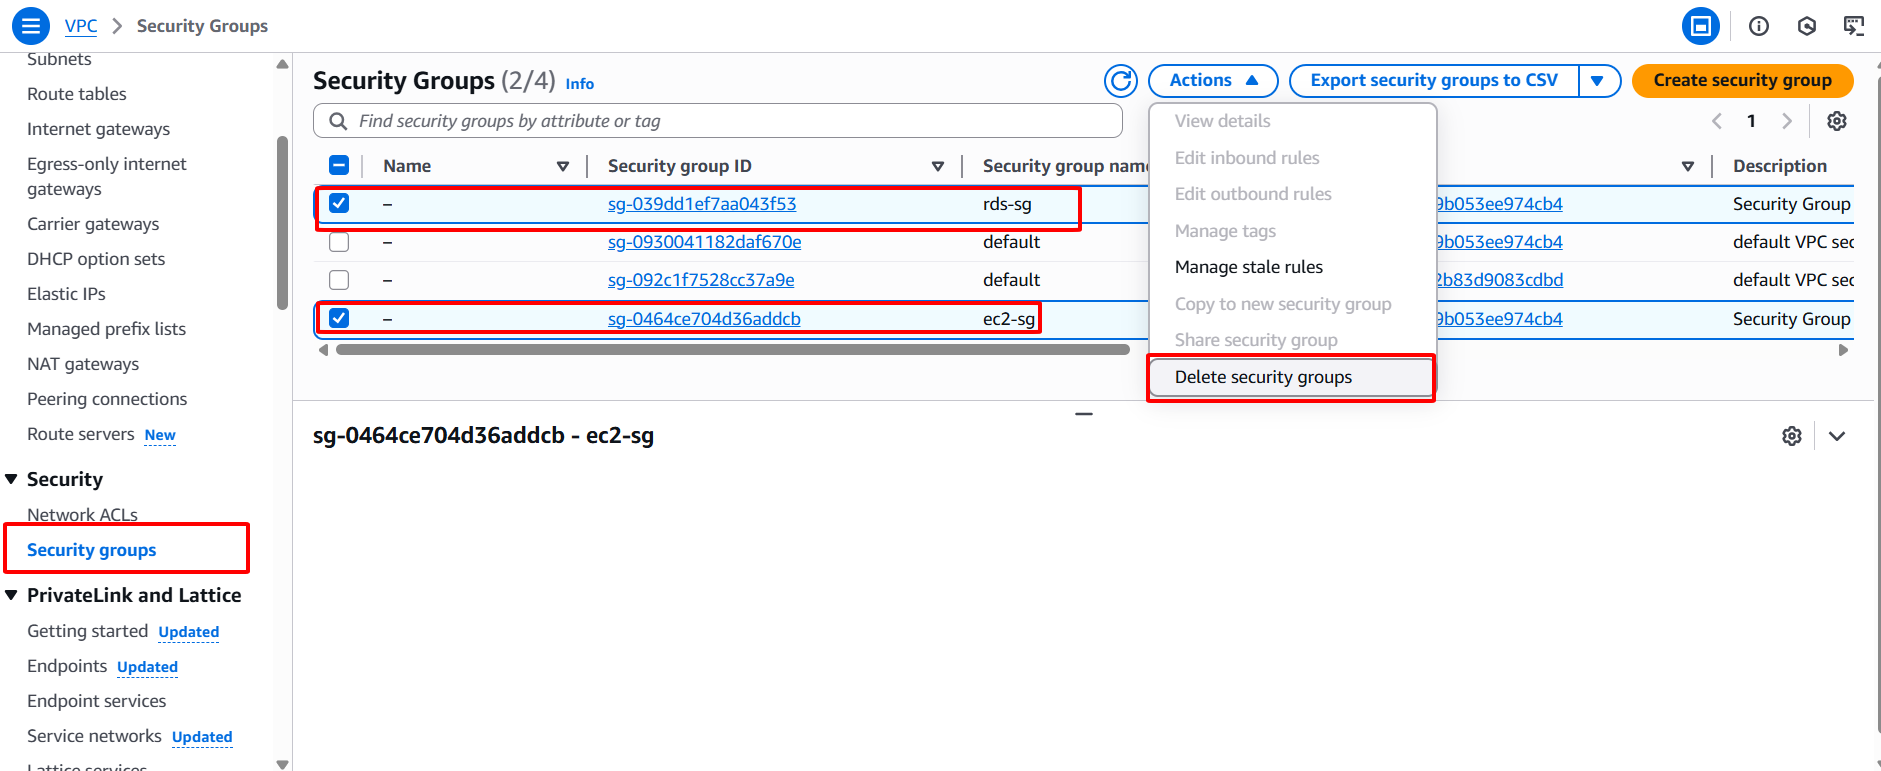 VPC > Security Groups
Subnets
Route tables
Internet gateways
Egress-only internet
gateways
Carrier gateways
DHCP option sets
Elastic IPs
Managed prefix lists
NAT gateways
Peering connections
Route servers New
Security
Network ACLs
Security groups
PrivateLink and Lattice
Getting started Updated
Endpoints Updated
Endpoint services
Service networks Updated
Lattice services
Security Groups (2/4) Info
Actions
Export security groups to CSV
Create security group
Find security groups by attribute or tag
1
Name Security group ID Security group name Description
– sg-039dd1ef7aa043f53 rds-sg 9b053ee974cb4 Security Group
– sg-0930041182daf670e default 9b053ee974cb4 default VPC sec
– sg-092c1f7528cc37a9e default 2b83d9083cdbd default VPC sec
– sg-0464ce704d36addcb ec2-sg 9b053ee974cb4 Security Group
View details
Edit inbound rules
Edit outbound rules
Manage tags
Manage stale rules
Copy to new security group
Share security group
Delete security groups
sg-0464ce704d36addcb - ec2-sg